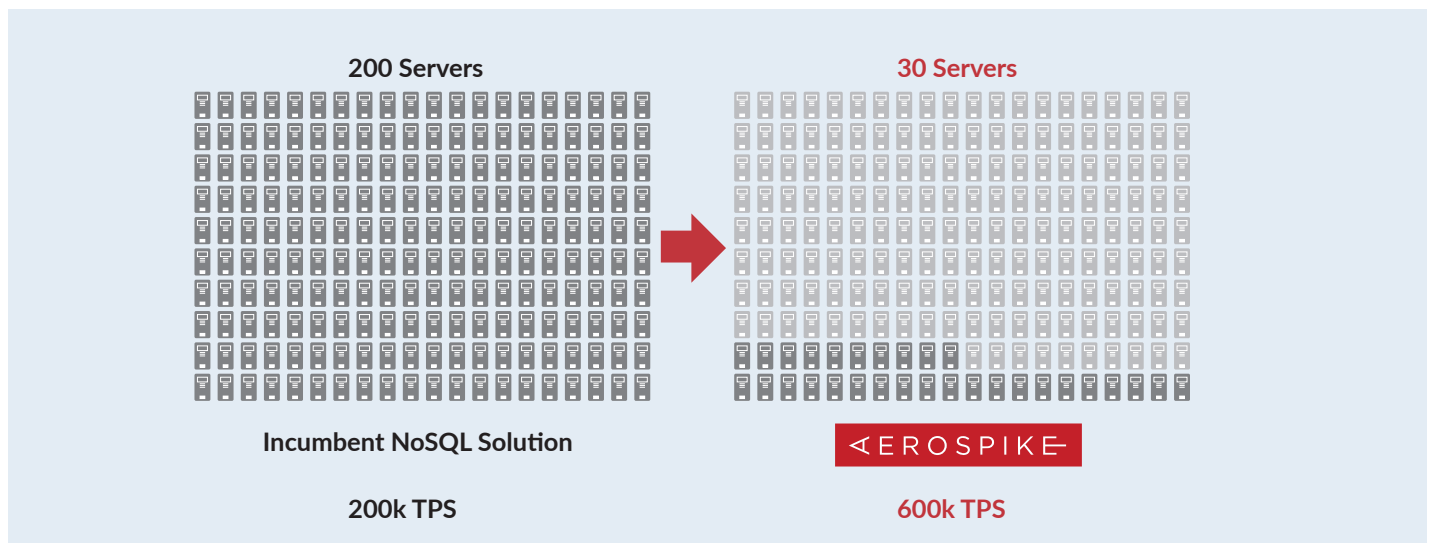 200 Servers
30 Servers
Incumbent NoSQL Solution
AEROSPIKE
200k TPS
600k TPS